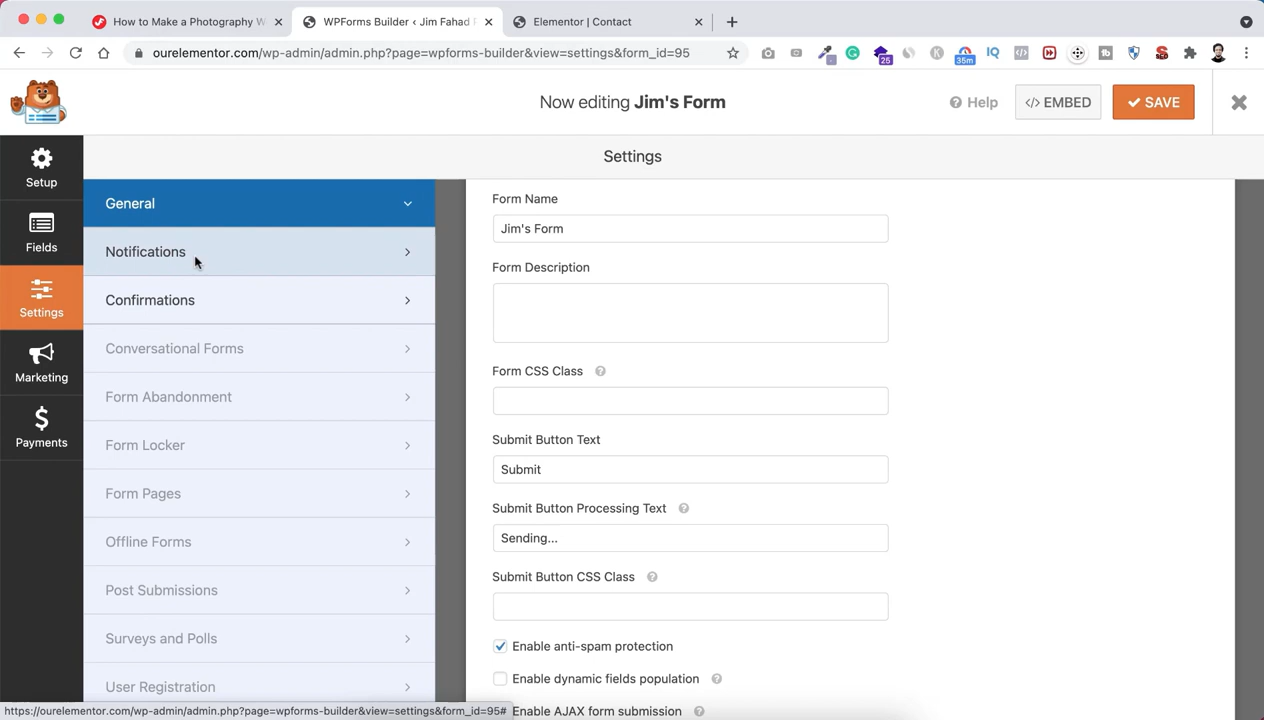 How to Make a Photography W
WPForms Builder ‹ Jim Fahad
Elementor | Contact
ourelementor.com/wp-admin/admin.php?page=wpforms-builder&view=settings&form_id=95
25
35m
IQ
Now editing Jim's Form
Help
</> EMBED
SAVE
Setup
Settings
General
Form Name
Jim's Form
Fields
Notifications
Form Description
Settings
Confirmations
Conversational Forms
Form CSS Class
Marketing
Form Abandonment
Payments
Form Locker
Submit Button Text
Submit
Form Pages
Submit Button Processing Text
Sending...
Offline Forms
Submit Button CSS Class
Post Submissions
Enable anti-spam protection
Surveys and Polls
Enable dynamic fields population
User Registration
Enable AJAX form submission
https://ourelementor.com/wp-admin/admin.php?page=wpforms-builder&view=settings&form_id=95#